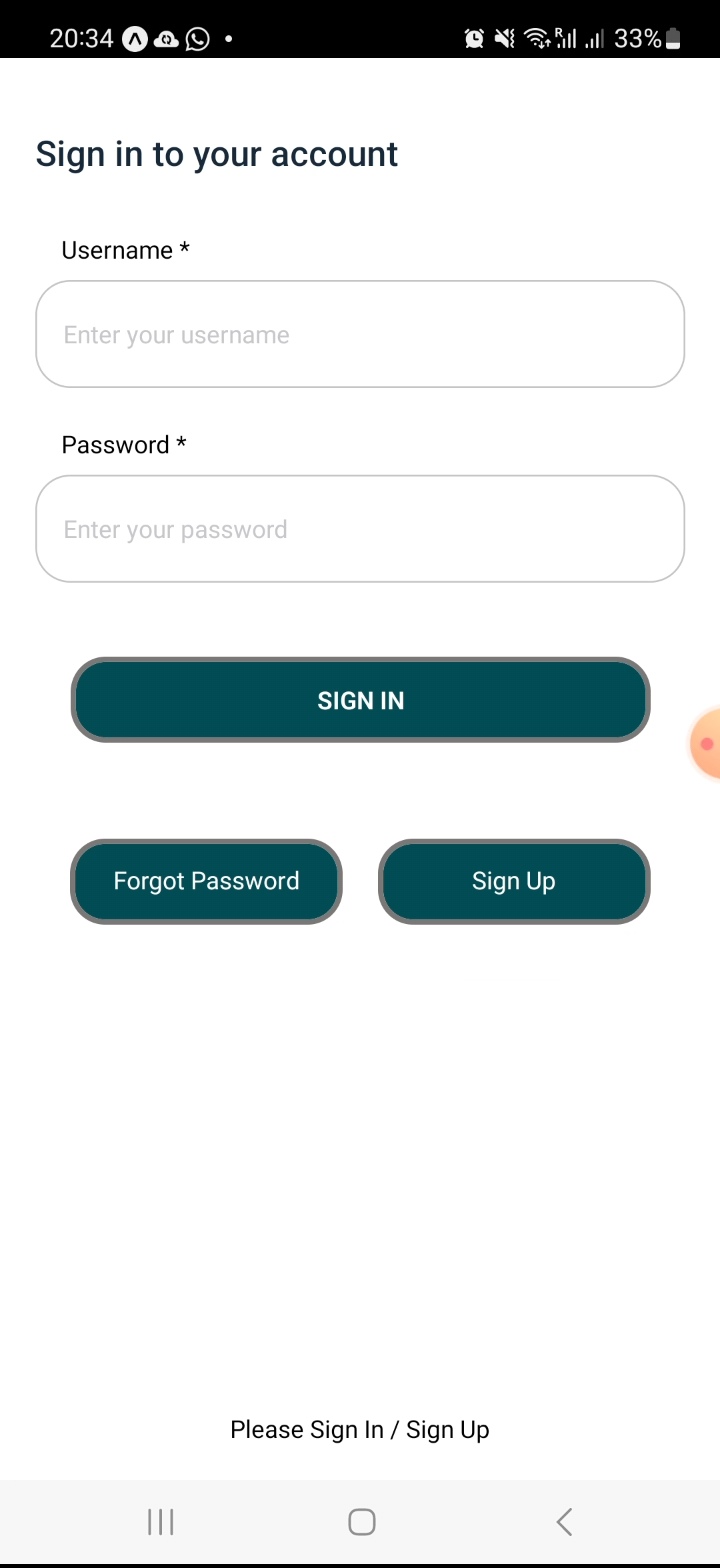 20:34
33%
Sign in to your account
Username *
Enter your username
Password *
Enter your password
SIGN IN
Forgot Password
Sign Up
Please Sign In / Sign Up